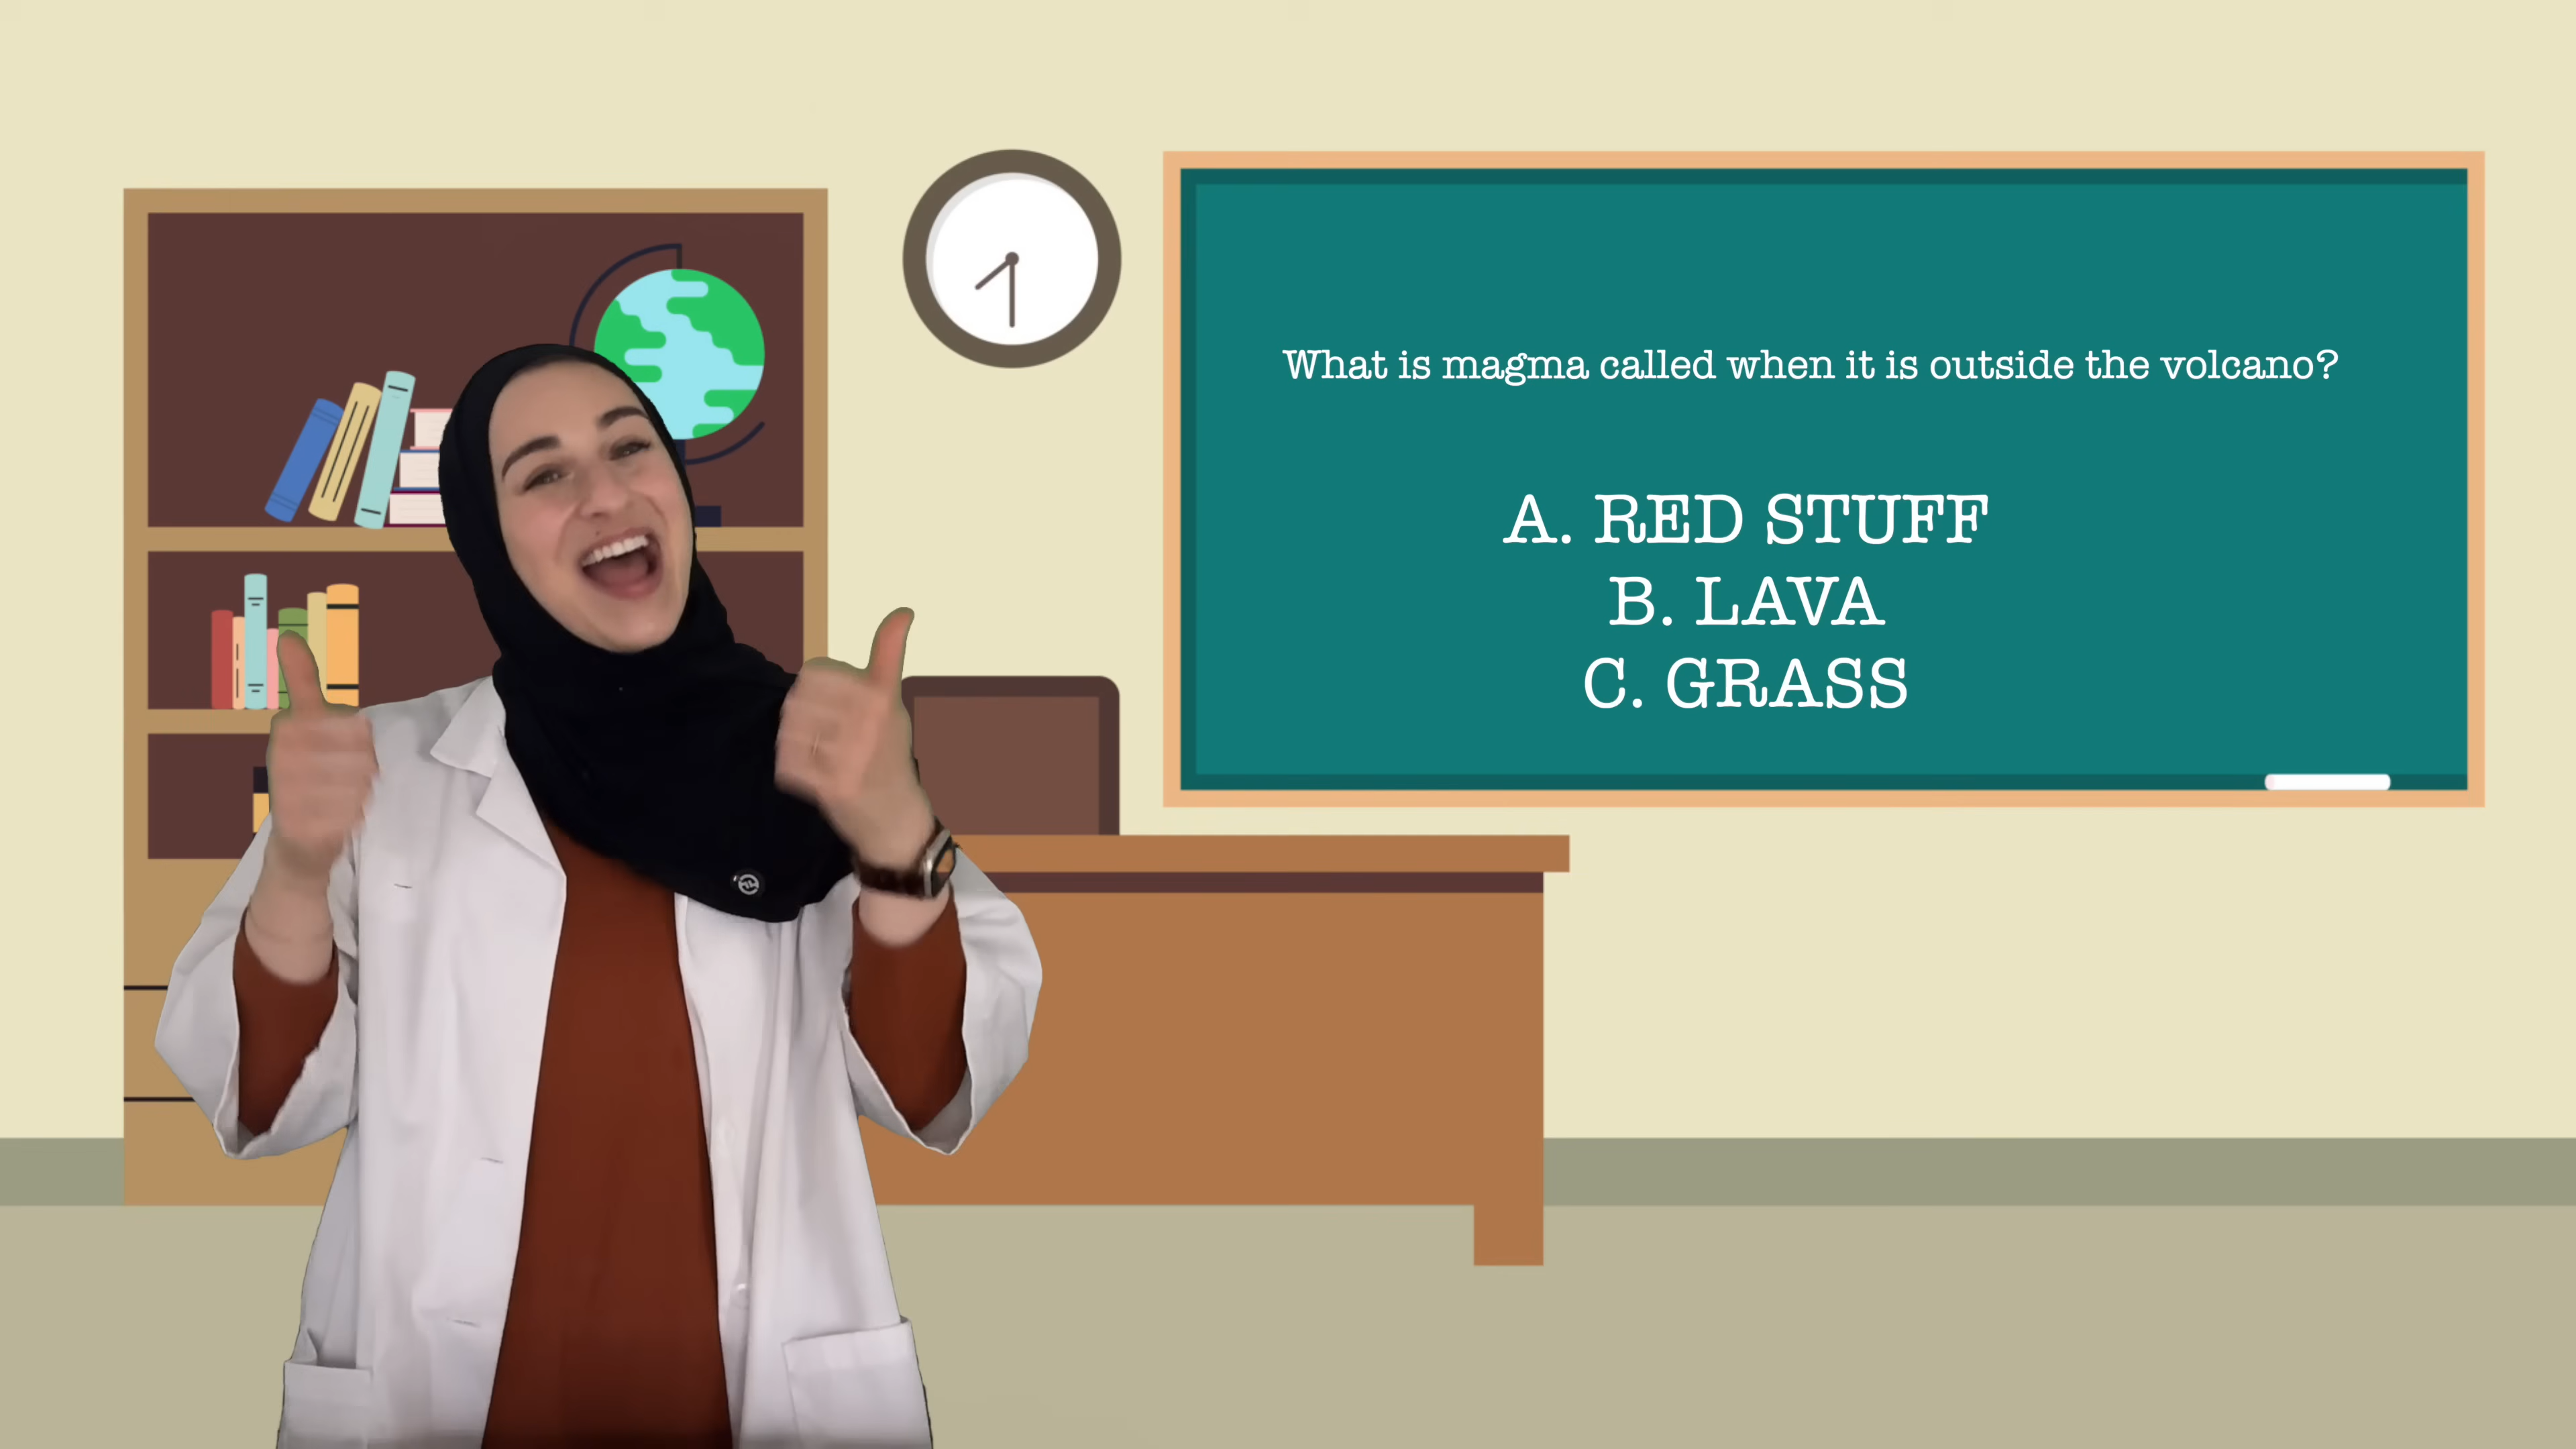 What is magma called when it is outside the volcano?
A. RED STUFF
B. LAVA
C. GRASS